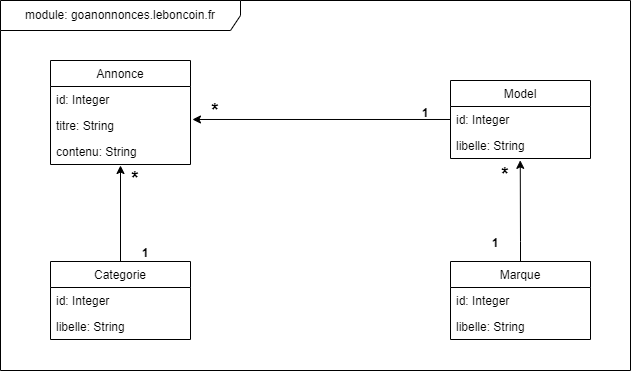 module: goanonnonces.leboncoin.fr
Annonce
id: Integer
titre: String
contenu: String
*
1
Model
id: Integer
libelle: String
*
1
*
1
Categorie
id: Integer
libelle: String
Marque
id: Integer
libelle: String